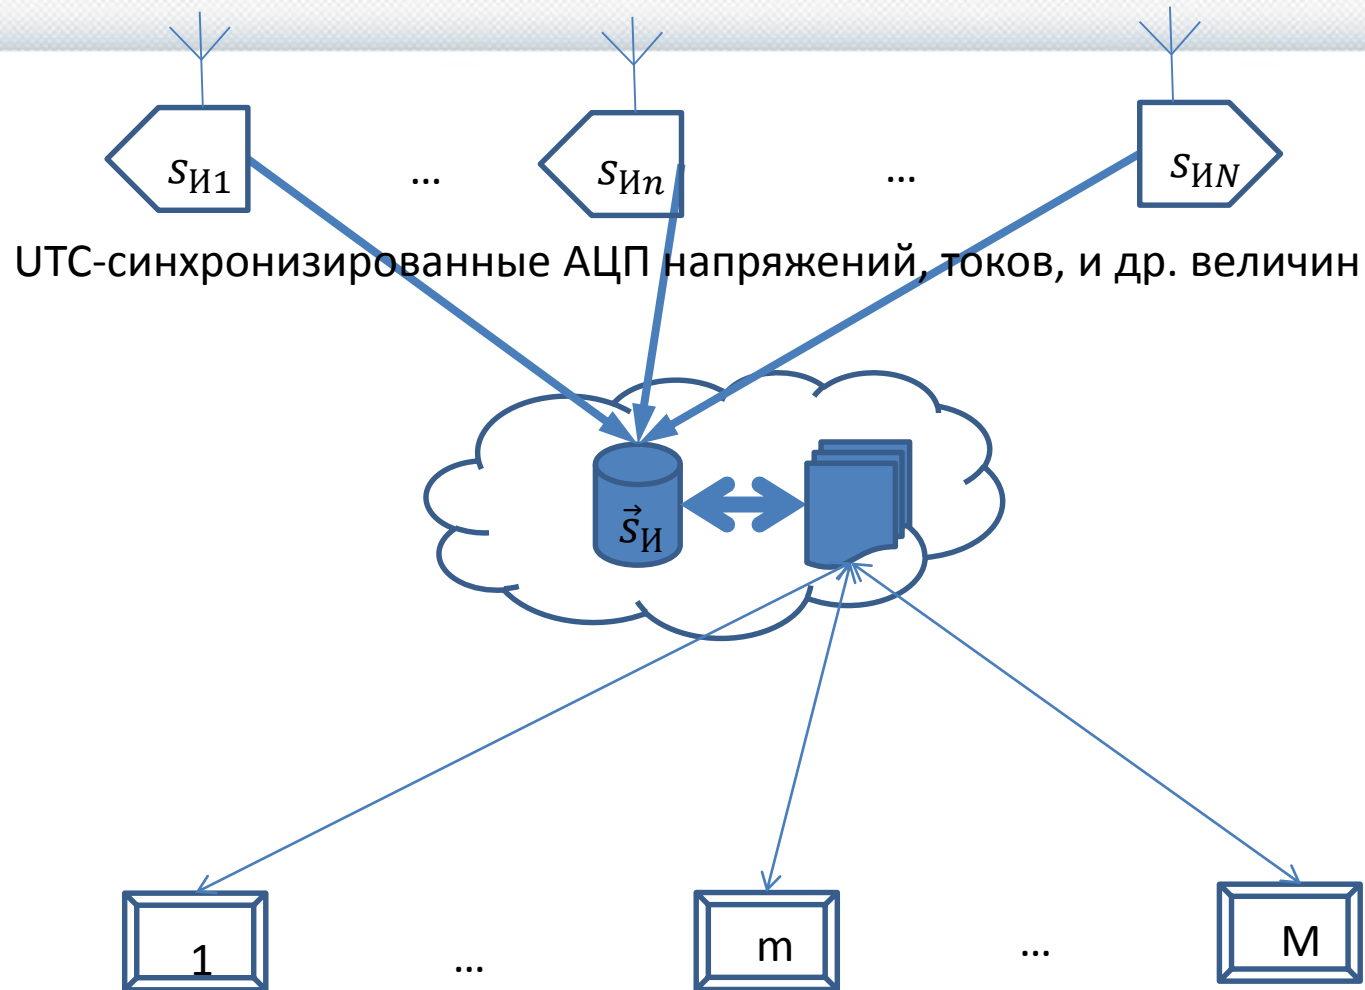 sИ1 ... sИn ... sИN
UTC-синхронизированные АЦП напряжений, токов, и др. величин
s⃗И
1 ... m ... M